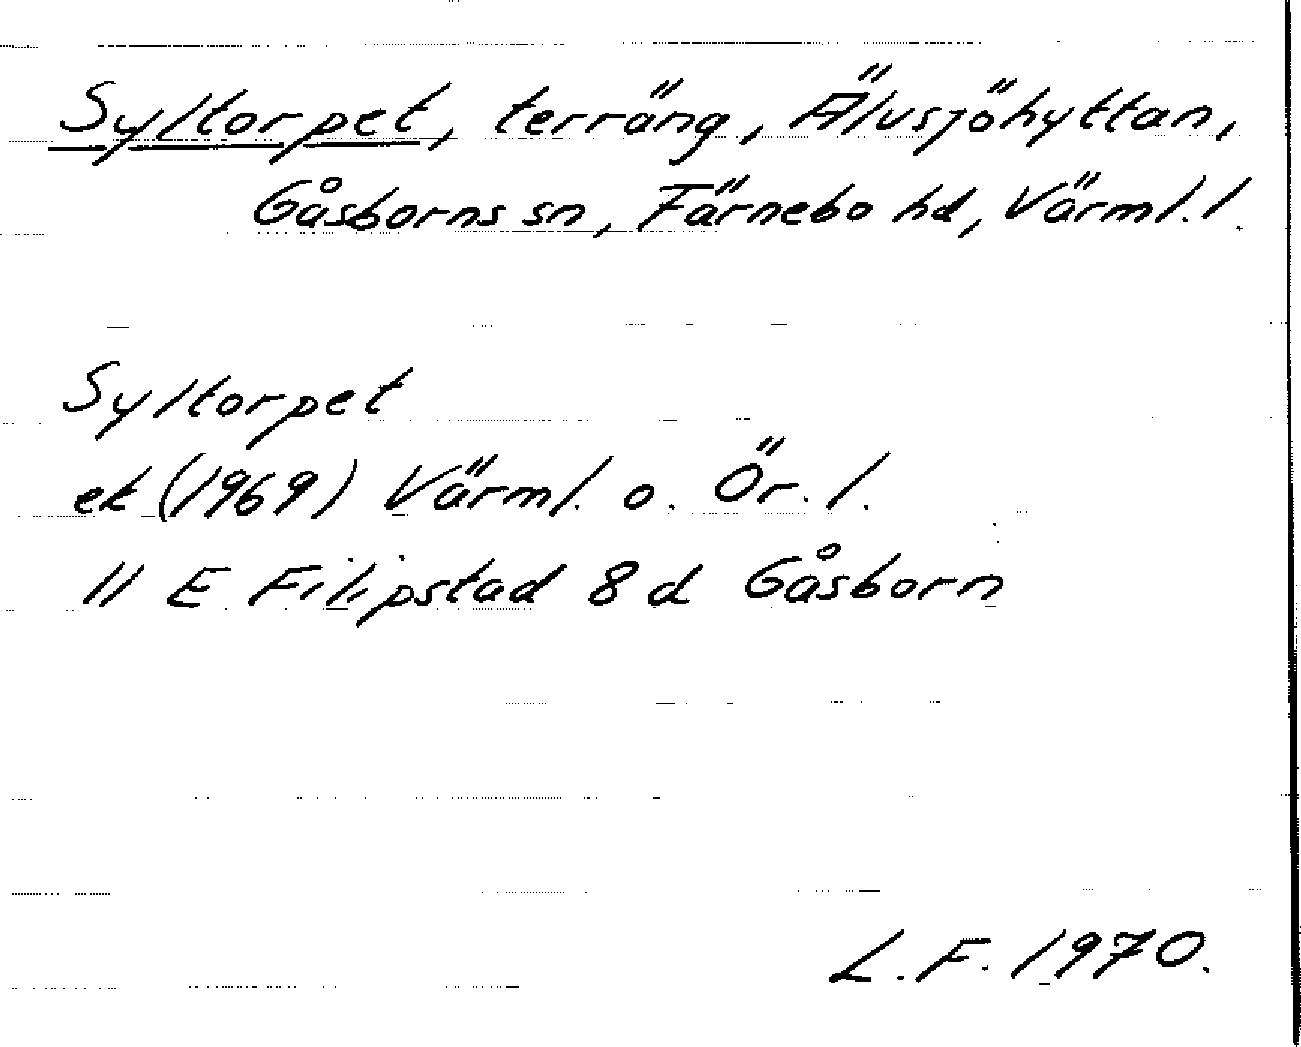 Syltorpet, terräng, Älvsjöhyttan,
Gåsborns sn, Färnebo hd, Värml. l.
Syltorpet
ek (1969) Värml. o. Ör. l.
11 E Filipstad 8 d Gåsborn
L.F. 1970.